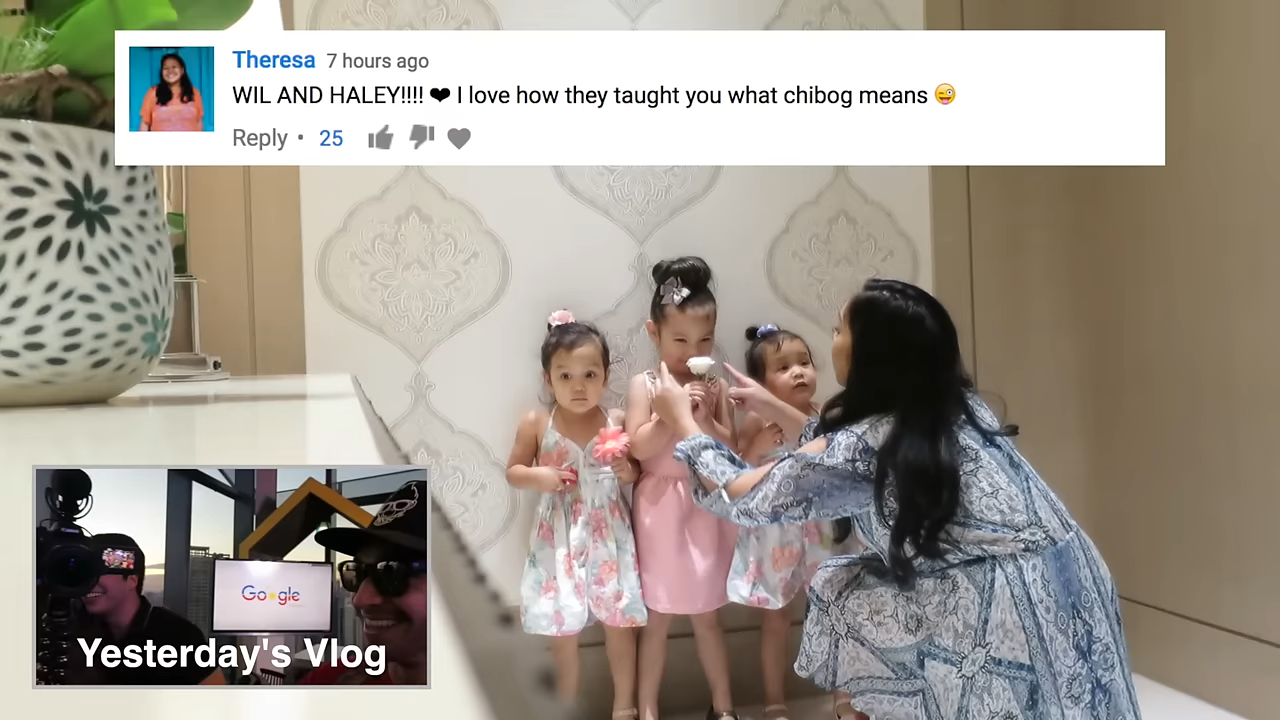 Theresa 7 hours ago
WIL AND HALEY!!!! ❤ I love how they taught you what chibog means 😜
Reply • 25
Google
Yesterday's Vlog